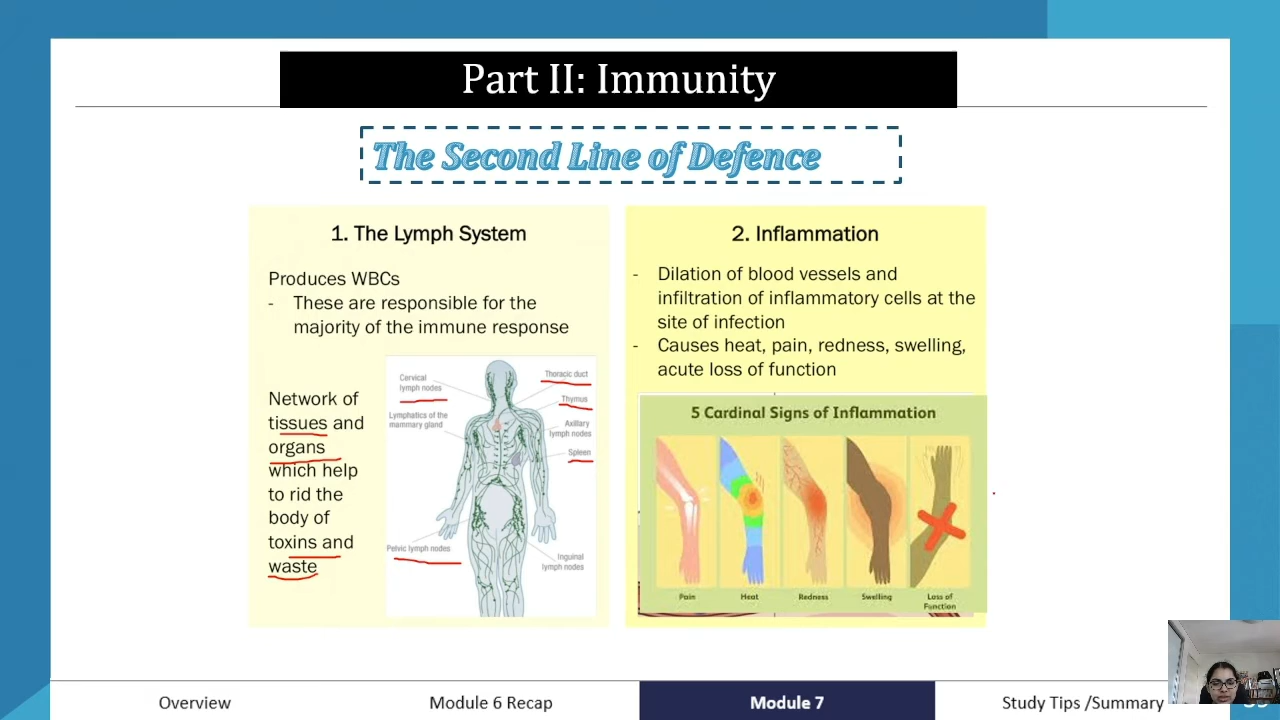 Part II: Immunity
The Second Line of Defence
1. The Lymph System
Produces WBCs
- These are responsible for the
majority of the immune response
Network of
tissues and
organs
which help
to rid the
body of
toxins and
waste
Cervical
lymph nodes
Lymphatics of the
mammary gland
Pelvic lymph nodes
Thoracic duct
Thymus
Axillary
lymph nodes
Spleen
Inguinal
lymph nodes
2. Inflammation
- Dilation of blood vessels and
infiltration of inflammatory cells at the
site of infection
- Causes heat, pain, redness, swelling,
acute loss of function
5 Cardinal Signs of Inflammation
Pain Heat Redness Swelling Loss of
Function
Overview Module 6 Recap Module 7 Study Tips /Summary